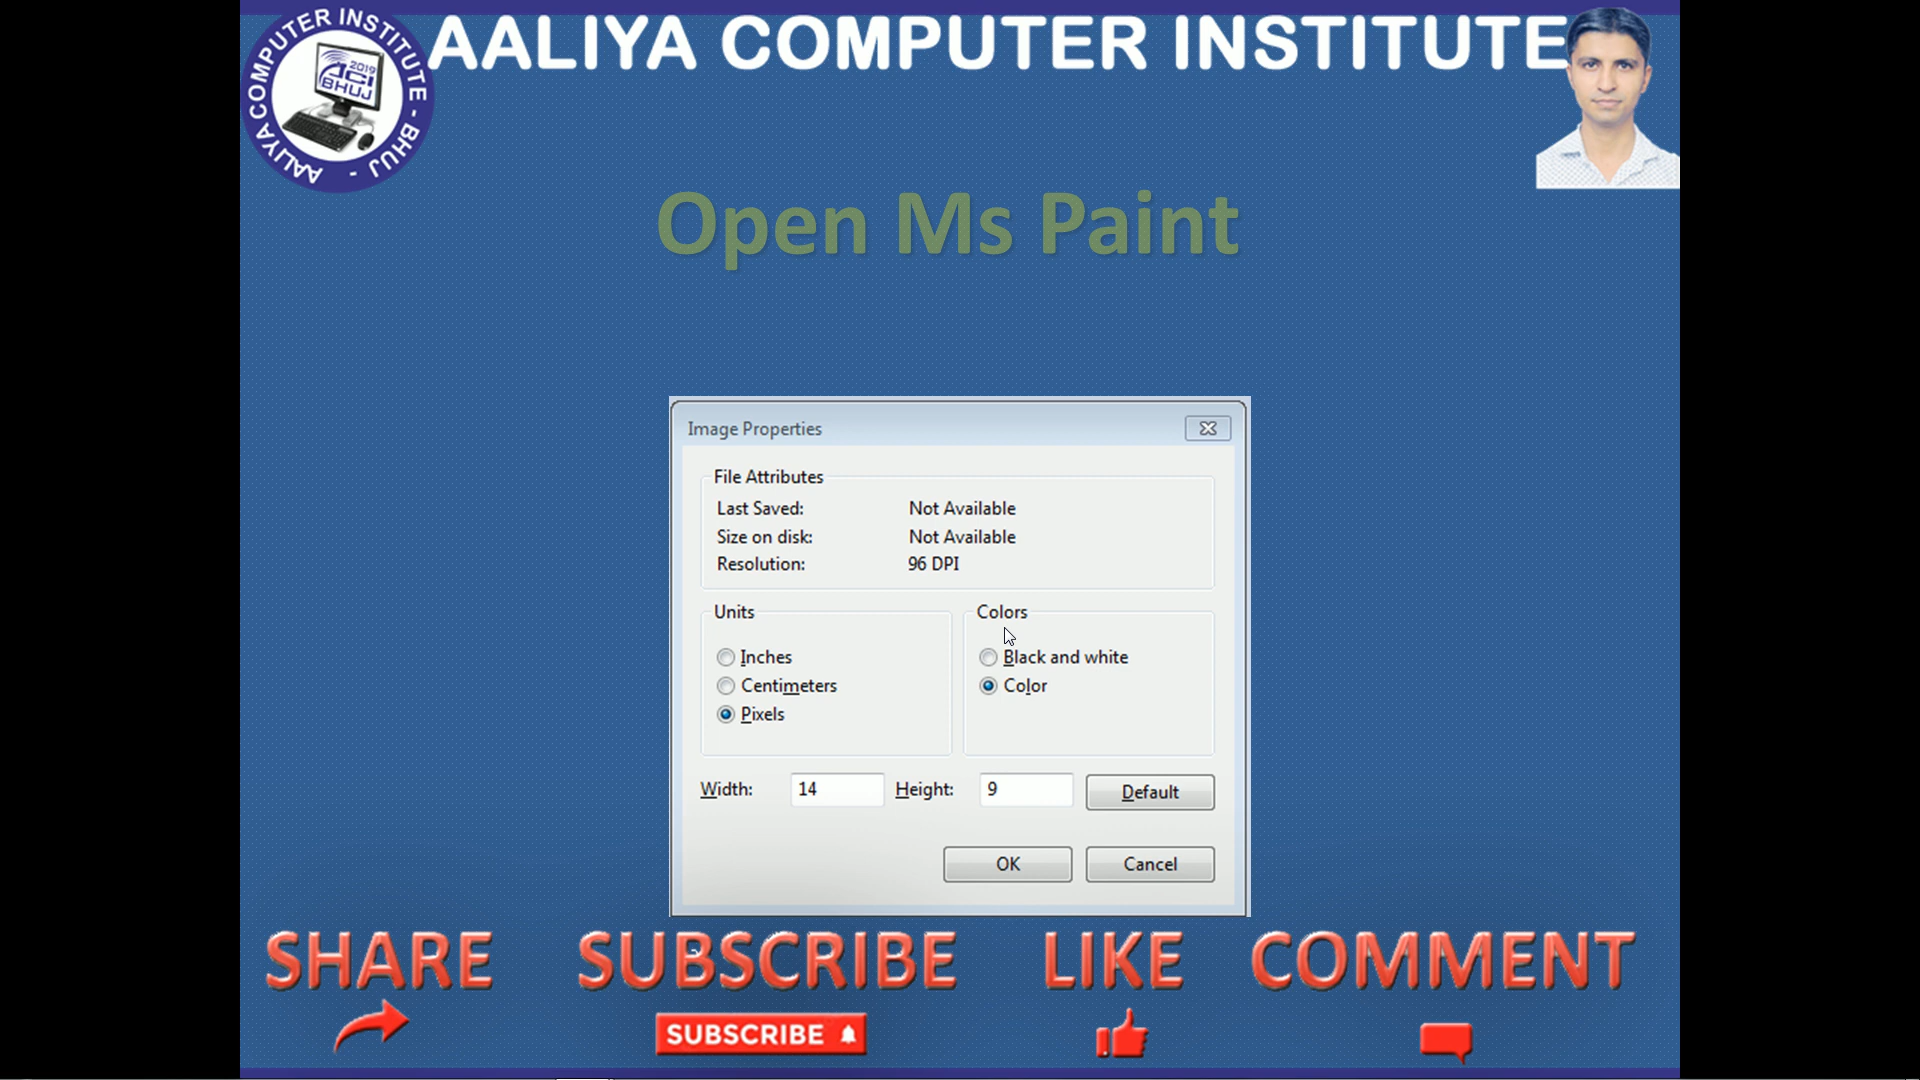 AALIYA COMPUTER INSTITUTE
AALIYA COMPUTER INSTITUTE - BHUJ -
2019
ACI
BHUJ
Open Ms Paint
Image Properties
File Attributes
Last Saved: Not Available
Size on disk: Not Available
Resolution: 96 DPI
Units Colors
Inches Black and white
Centimeters Color
Pixels
Width: 14 Height: 9 Default
OK Cancel
SHARE SUBSCRIBE LIKE COMMENT
SUBSCRIBE